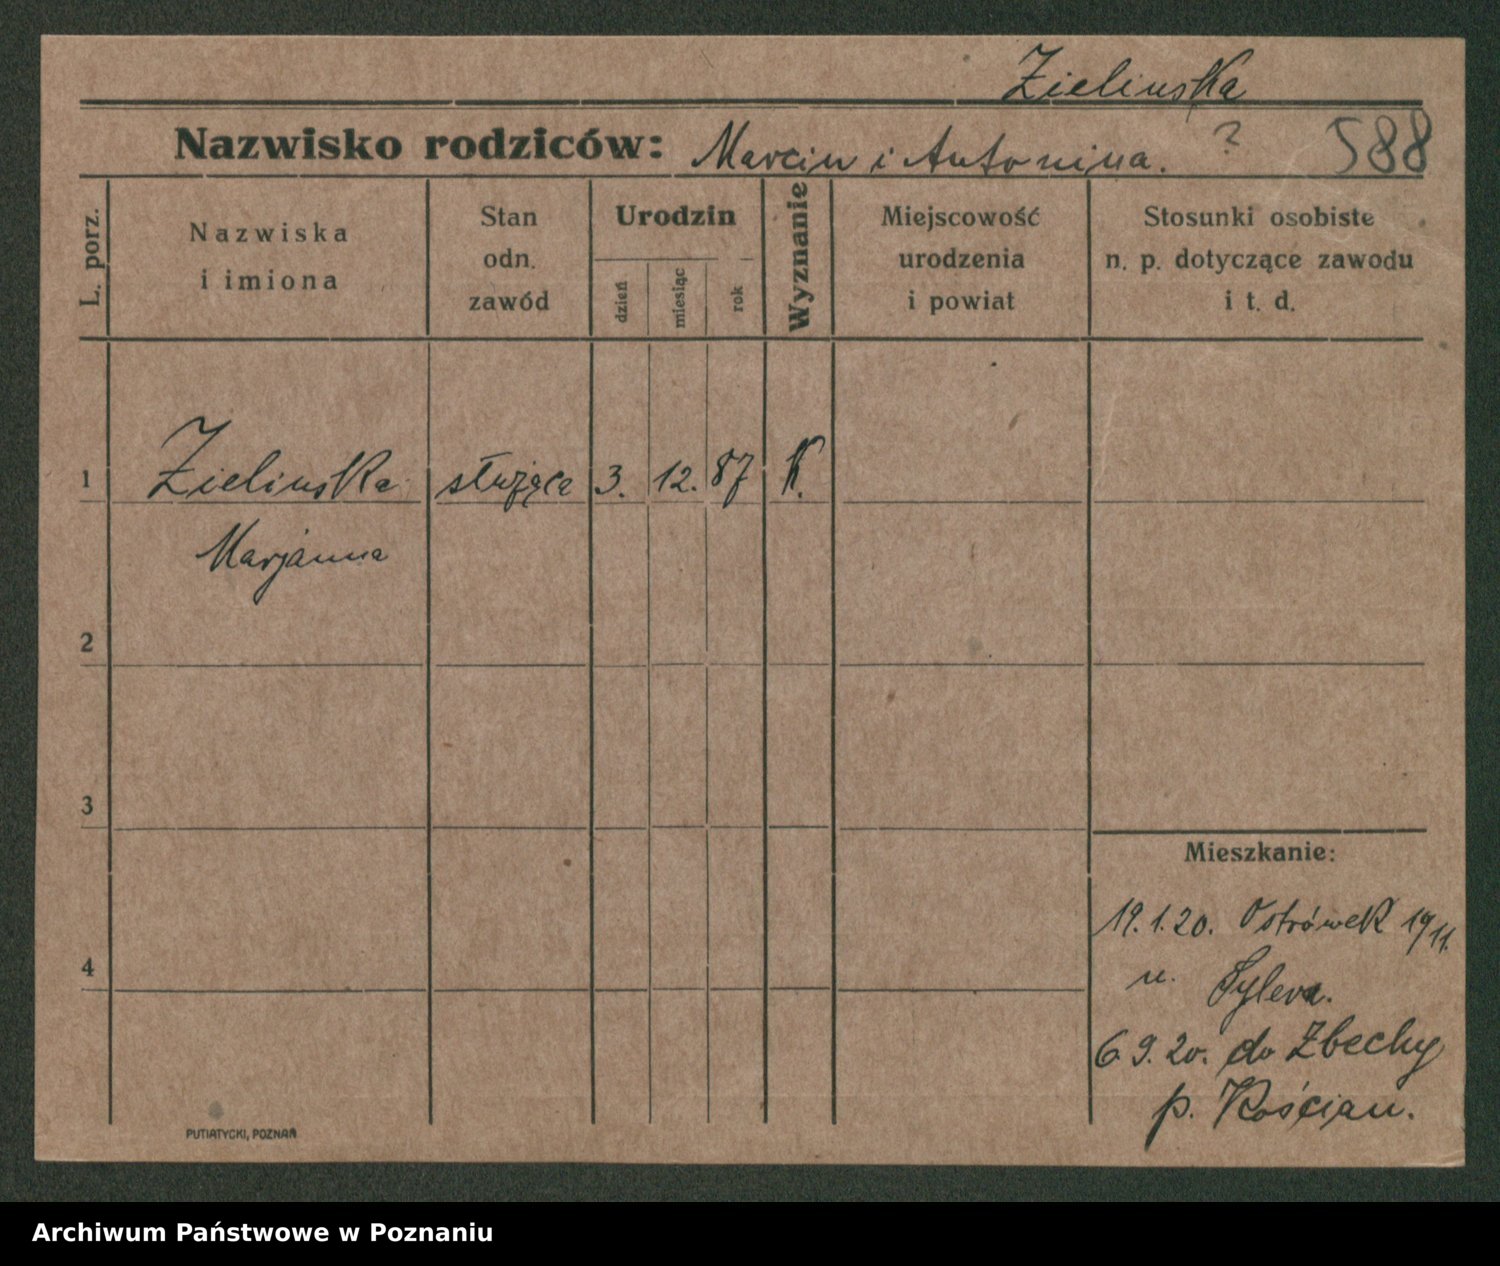 Zielinska
Nazwisko rodziców: Marcin i Antonina. ? 588
L. porz.
Nazwiska
i imiona
Stan
odn.
zawód
Urodzin
dzień
miesiąc
rok
Wyznanie
Miejscowość
urodzenia
i powiat
Stosunki osobiste
n. p. dotyczące zawodu
i t. d.
1 Zielinska służąca 3. 12. 87 K.
Marjanna
2
3
Mieszkanie:
19.1.20. Ostrówek 19/11.
u.
4
6.9.20. do Zbechy
p. Kościan.
PUTIATYCKI, POZNAŃ
Archiwum Państwowe w Poznaniu